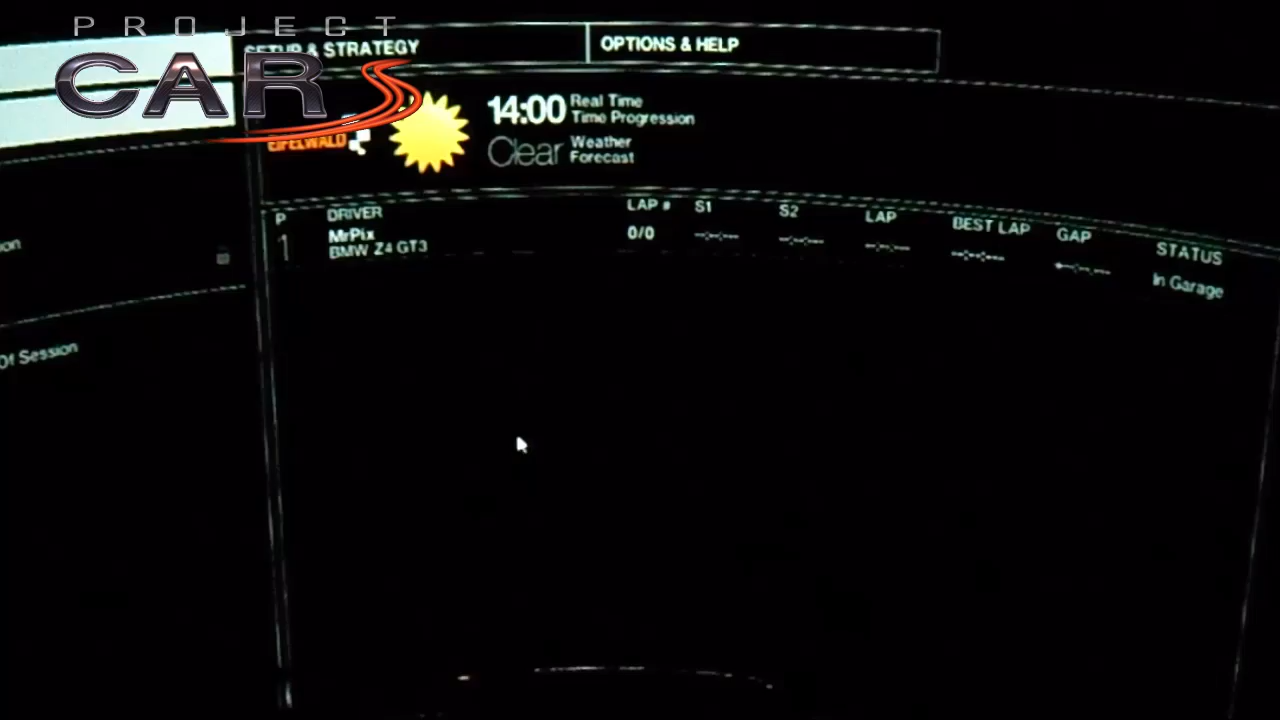 PROJECT
CARS
SETUP & STRATEGY
OPTIONS & HELP
EIFELWALD
14:00
Real Time
Time Progression
Clear
Weather
Forecast
P
DRIVER
LAP #
S1
S2
LAP
BEST LAP
GAP
STATUS
1
MrPix
BMW Z4 GT3
0/0
--:--:---
--:--:---
--:--:---
--:--:---
+--:--:---
In Garage
Of Session